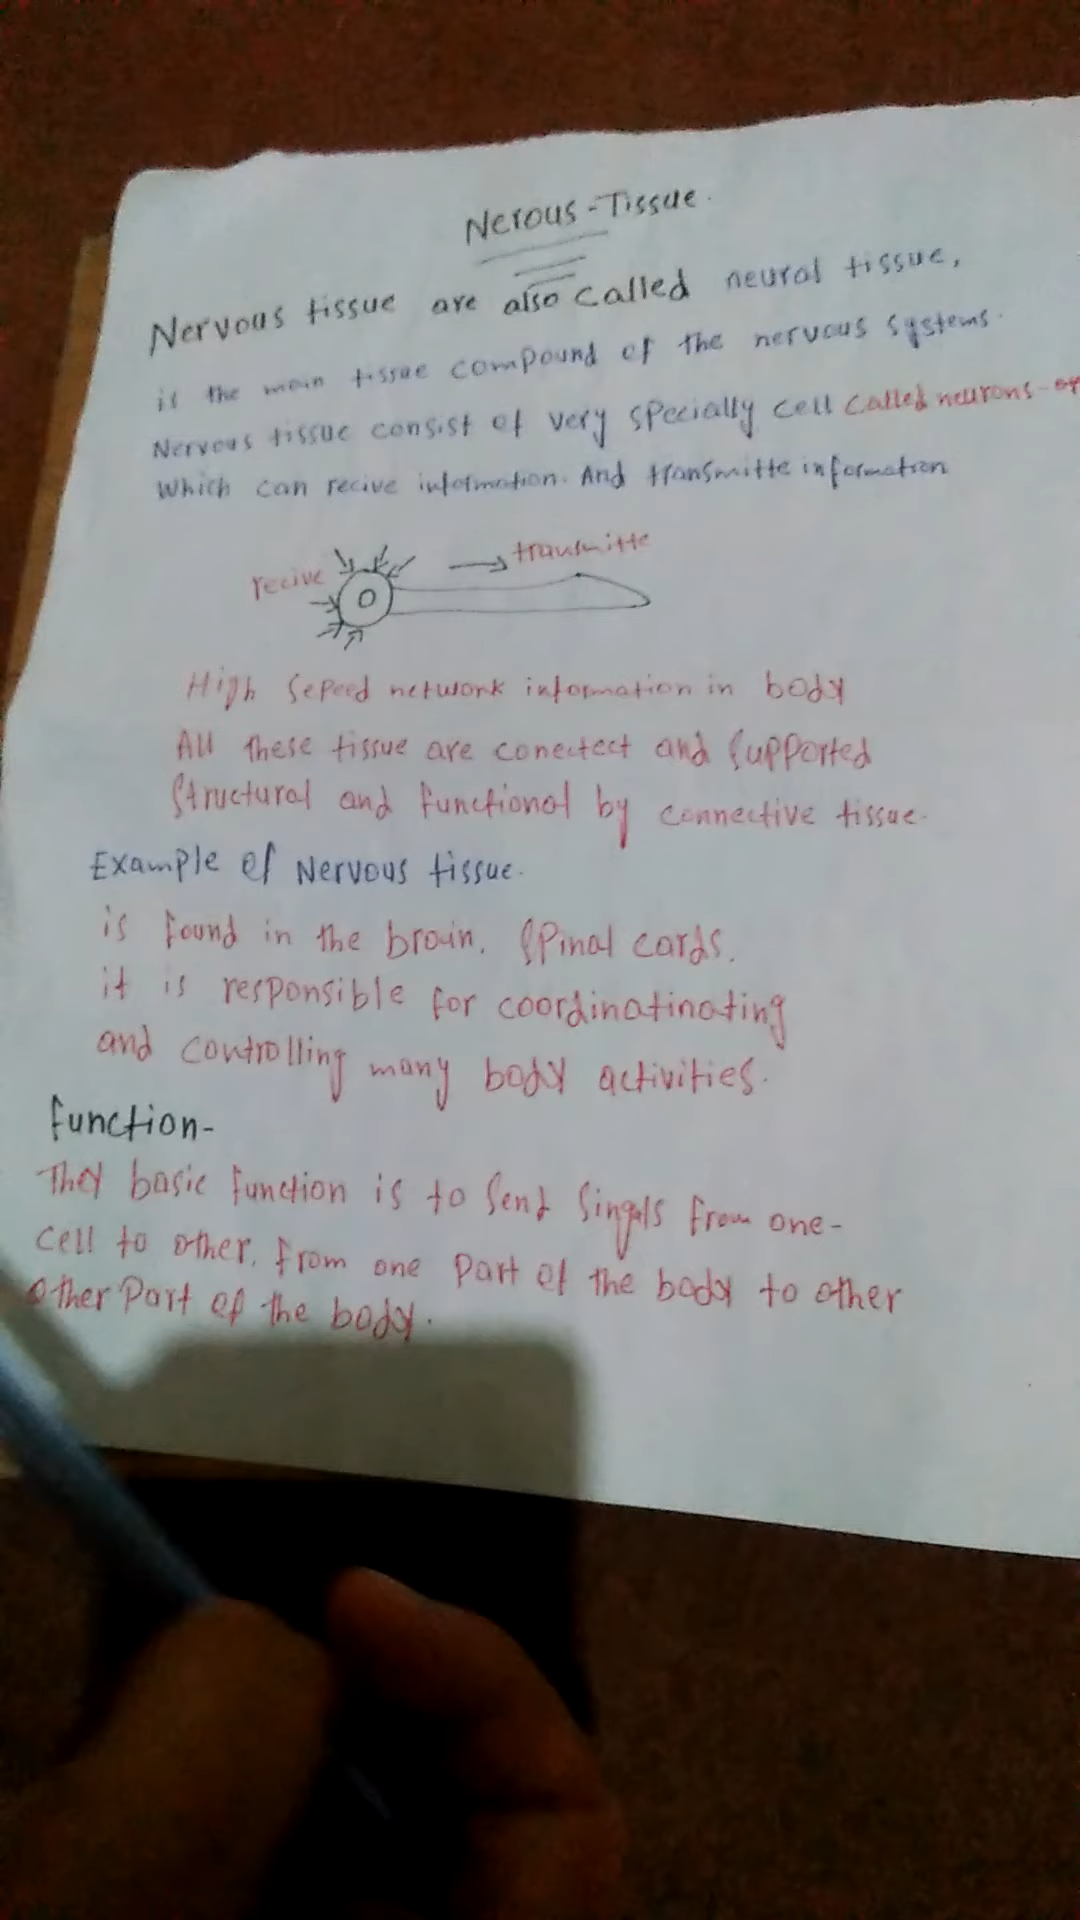 Nerous-Tissue.
Nervous tissue are also called neural tissue,
is the main tissue compound of the nervous systems.
Nervous tissue consist of very specially cell called neurons-
Which can recive information. And transmitte information
recive
transmitte
High Sepeed network information in body
All these tissue are conectect and Supported
Structural and functional by connective tissue.
Example of Nervous tissue.
is found in the brain. Spinal cards.
it is responsible for coordinatinating
and controlling many body activities.
function-
They basic function is to Send Singals from one-
cell to other. from one part of the body to other
other Part of the body.